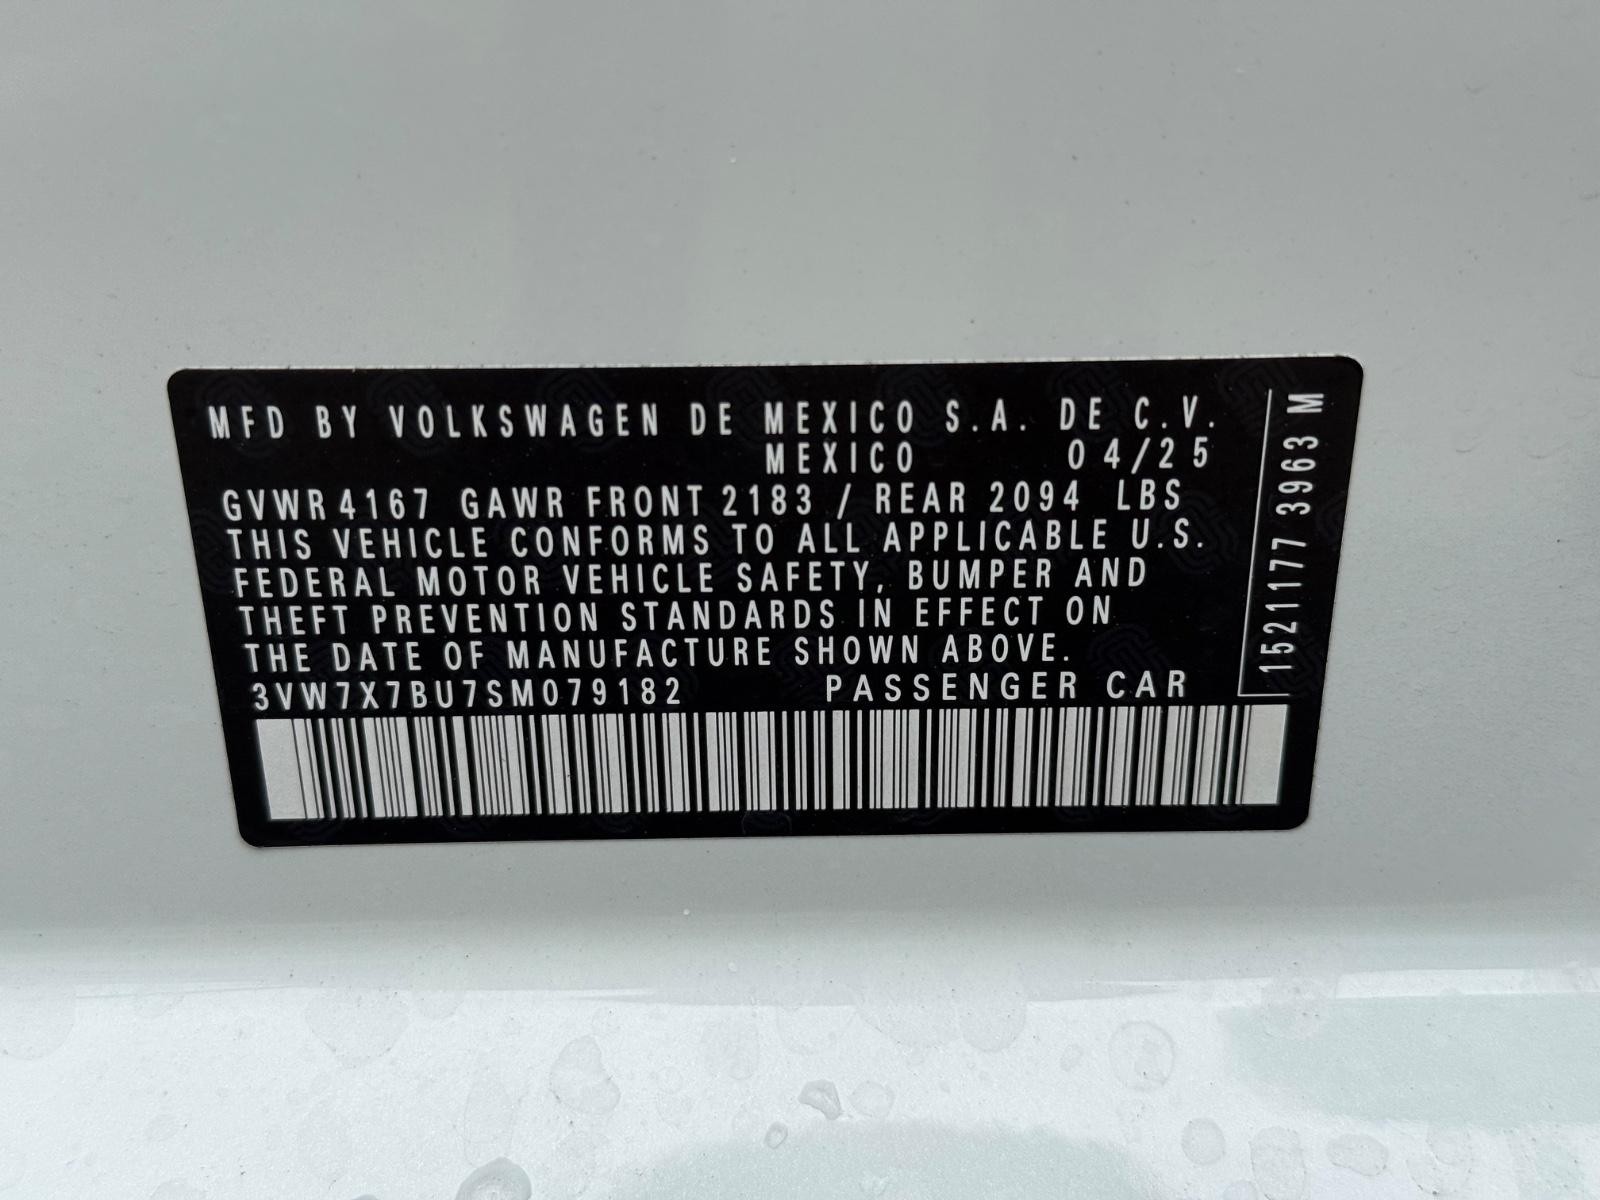 MFD BY VOLKSWAGEN DE MEXICO S.A. DE C.V.
MEXICO 04/25
GVWR 4167 GAWR FRONT 2183 / REAR 2094 LBS
THIS VEHICLE CONFORMS TO ALL APPLICABLE U.S.
FEDERAL MOTOR VEHICLE SAFETY, BUMPER AND
THEFT PREVENTION STANDARDS IN EFFECT ON
THE DATE OF MANUFACTURE SHOWN ABOVE.
3VW7X7BU7SM079182 PASSENGER CAR
1521177 3963 M